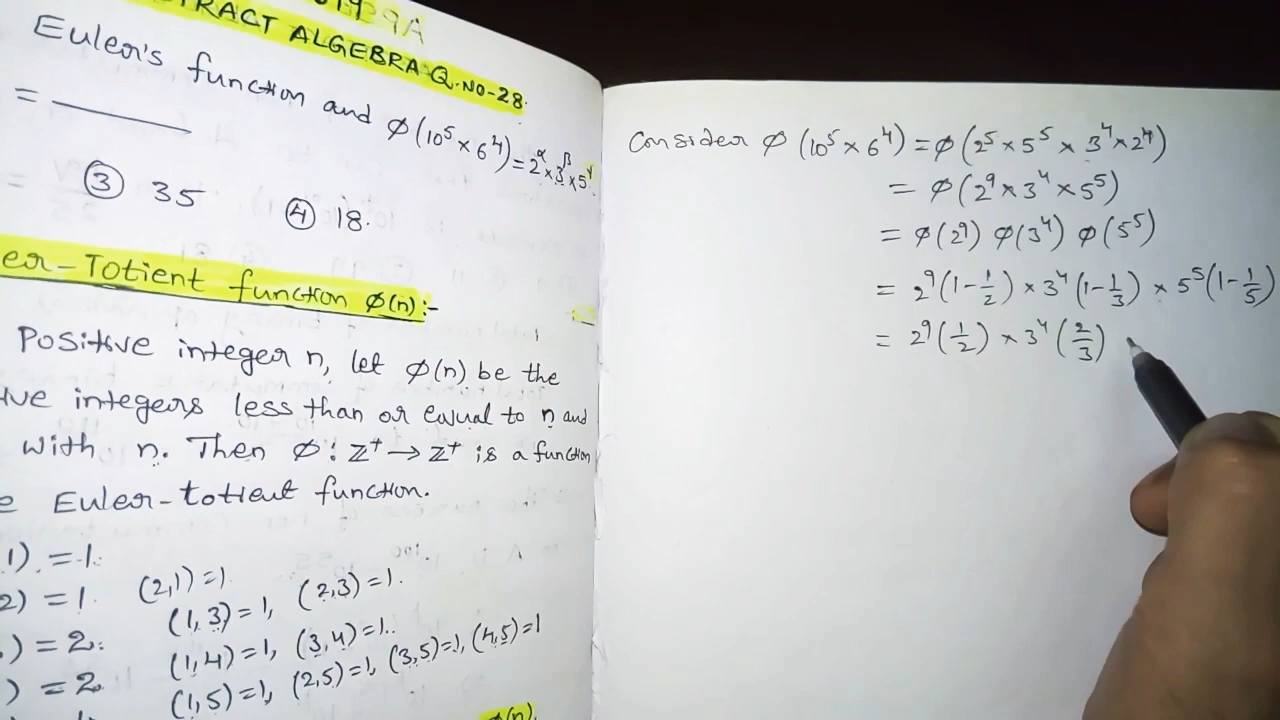 TRACT ALGEBRA Q.NO-28.
Euler's function and φ(10⁵×6⁴)=2^α×3^β×5^γ.
=
③ 35 ④ 18.
er-Totient function φ(n):-
Positive integer n, let φ(n) be the
ive integers less than or equal to n and
with n. Then φ:Z⁺→Z⁺ is a function
e Euler-totient function.
1)=1.
2)=1. (2,1)=1
)=2. (1,3)=1, (2,3)=1.
)=2 (1,4)=1, (3,4)=1.
(1,5)=1, (2,5)=1, (3,5)=1, (4,5)=1
φ(n).
Consider φ(10⁵×6⁴)=φ(2⁵×5⁵×3⁴×2⁴)
=φ(2⁹×3⁴×5⁵)
=φ(2⁹) φ(3⁴) φ(5⁵)
=2⁹(1-1/2)×3⁴(1-1/3)×5⁵(1-1/5)
=2⁹(1/2)×3⁴(2/3)